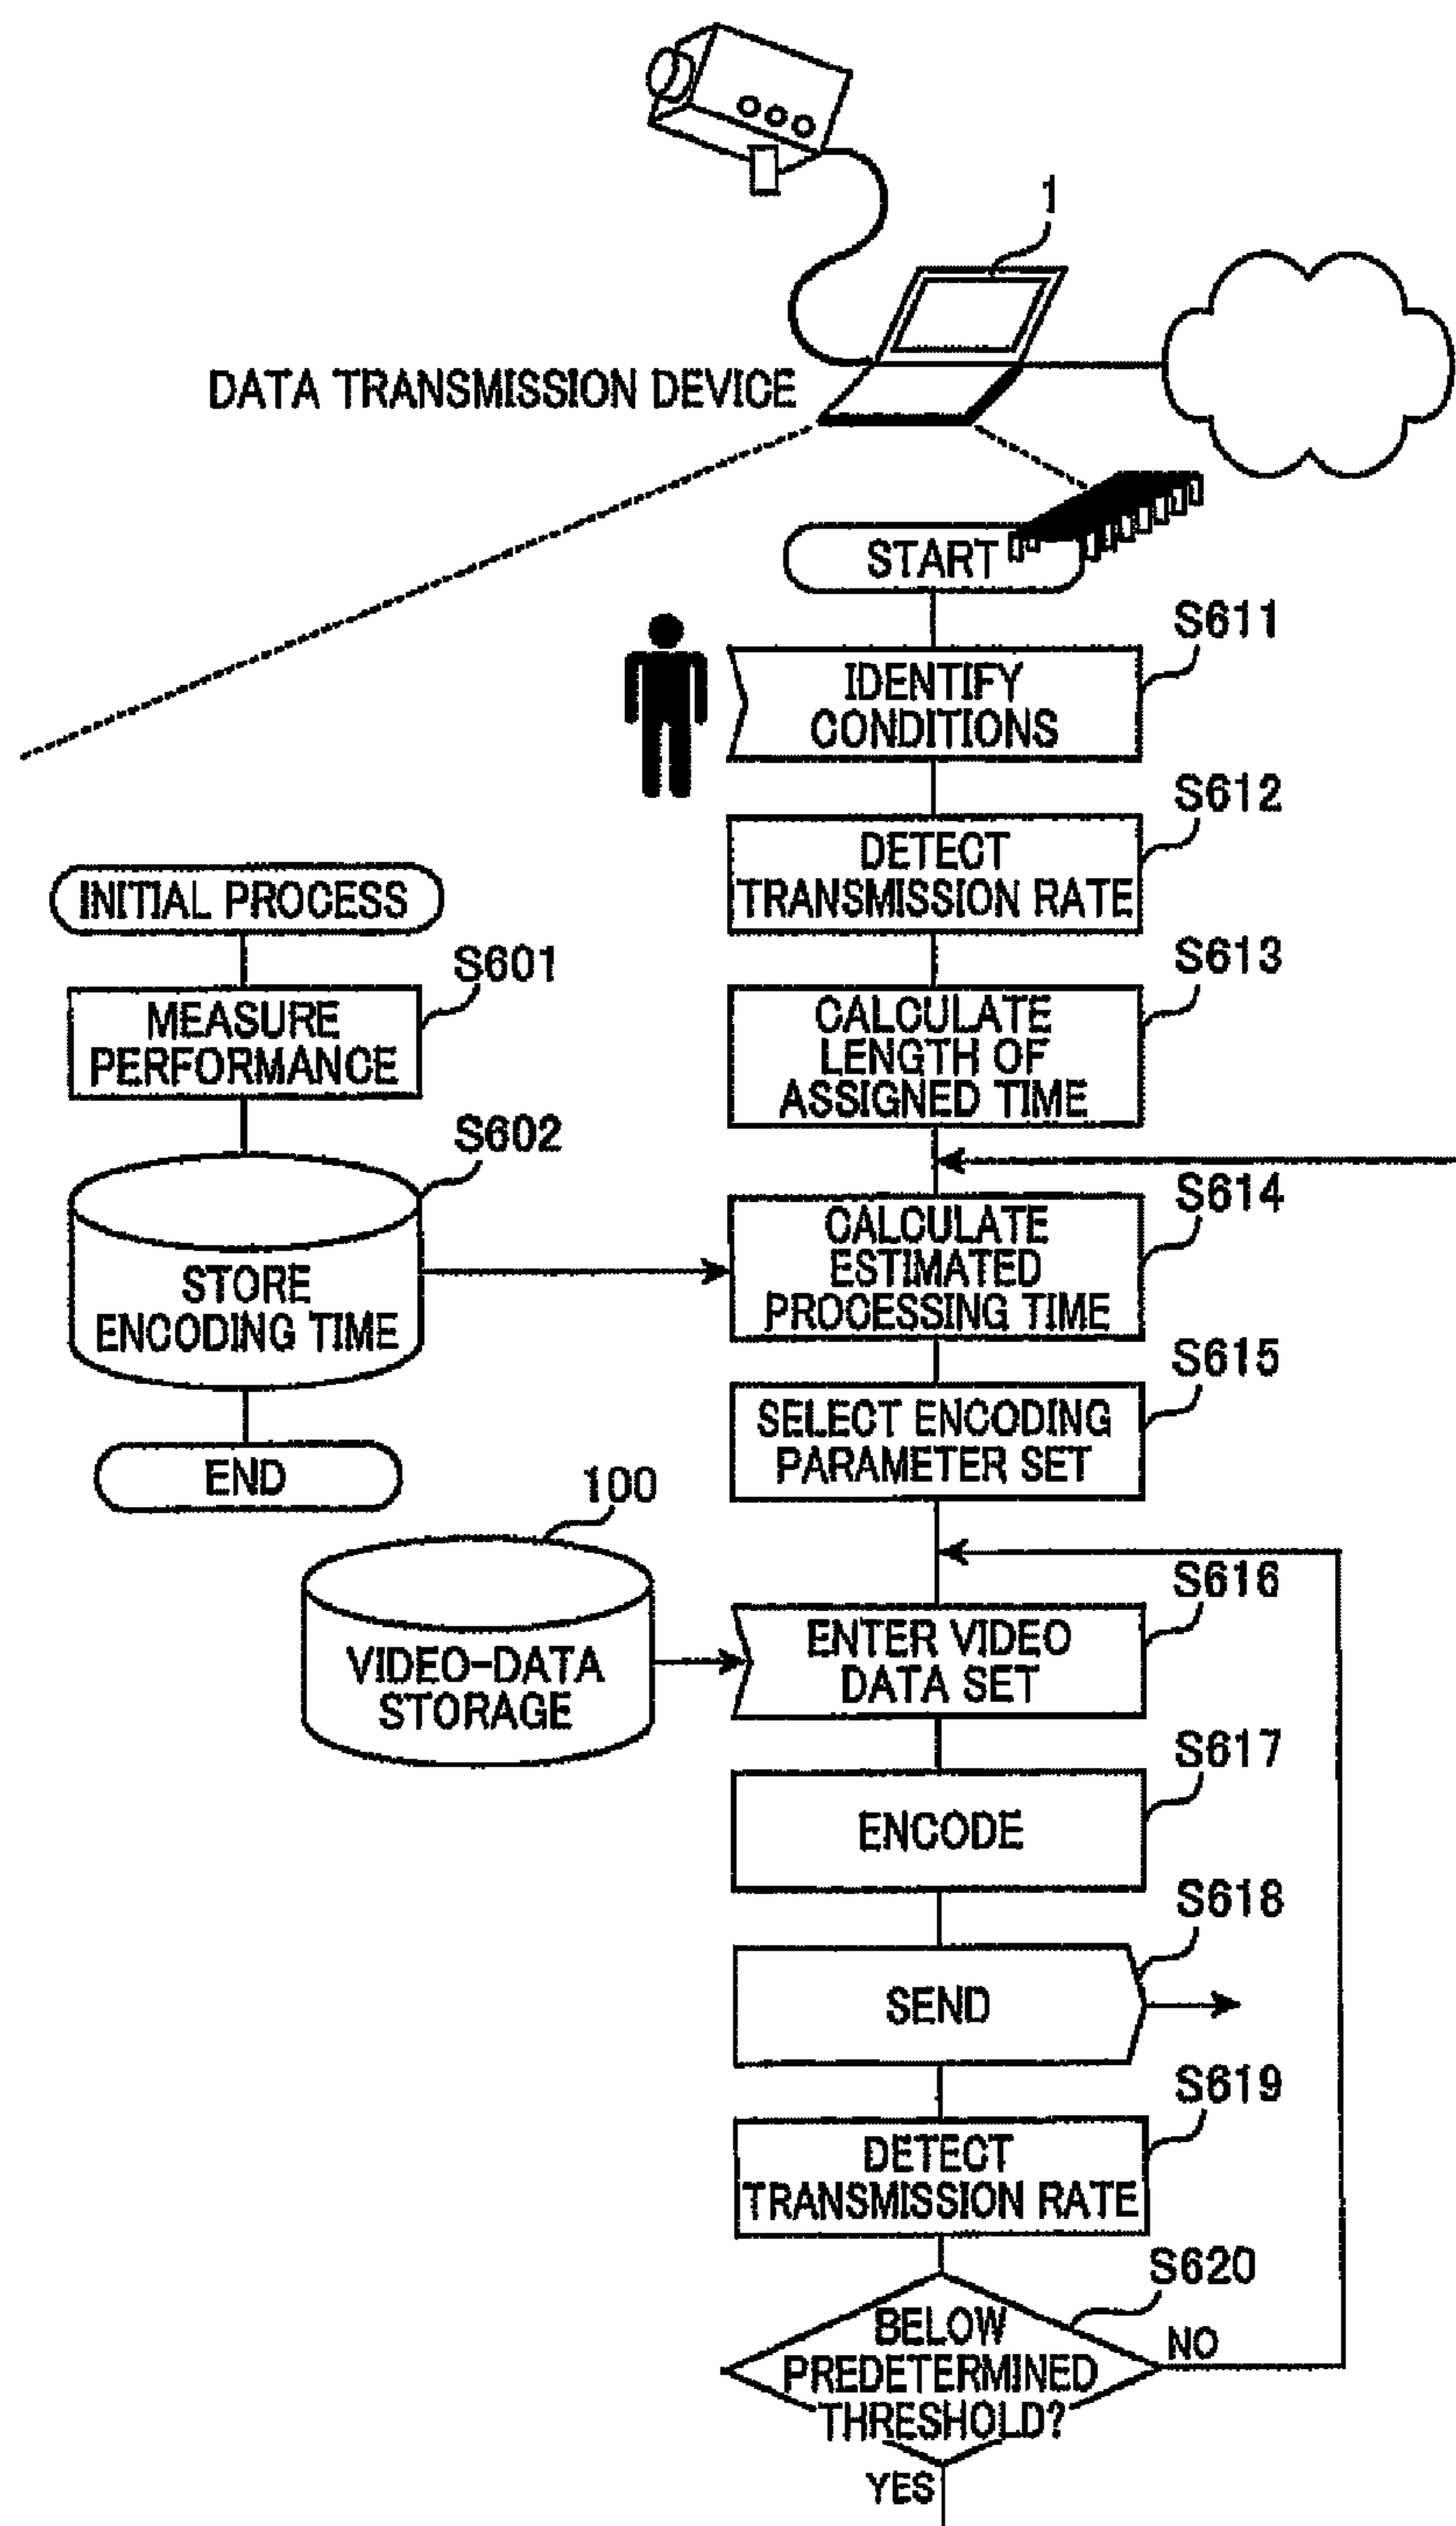 1
DATA TRANSMISSION DEVICE
START
S611
IDENTIFY
CONDITIONS
S612
DETECT
TRANSMISSION RATE
INITIAL PROCESS
S601
MEASURE
PERFORMANCE
S613
CALCULATE
LENGTH OF
ASSIGNED TIME
S602
STORE
ENCODING TIME
END
S614
CALCULATE
ESTIMATED
PROCESSING TIME
S615
SELECT ENCODING
PARAMETER SET
100
VIDEO-DATA
STORAGE
S616
ENTER VIDEO
DATA SET
S617
ENCODE
S618
SEND
S619
DETECT
TRANSMISSION RATE
S620
BELOW
PREDETERMINED
THRESHOLD?
NO
YES